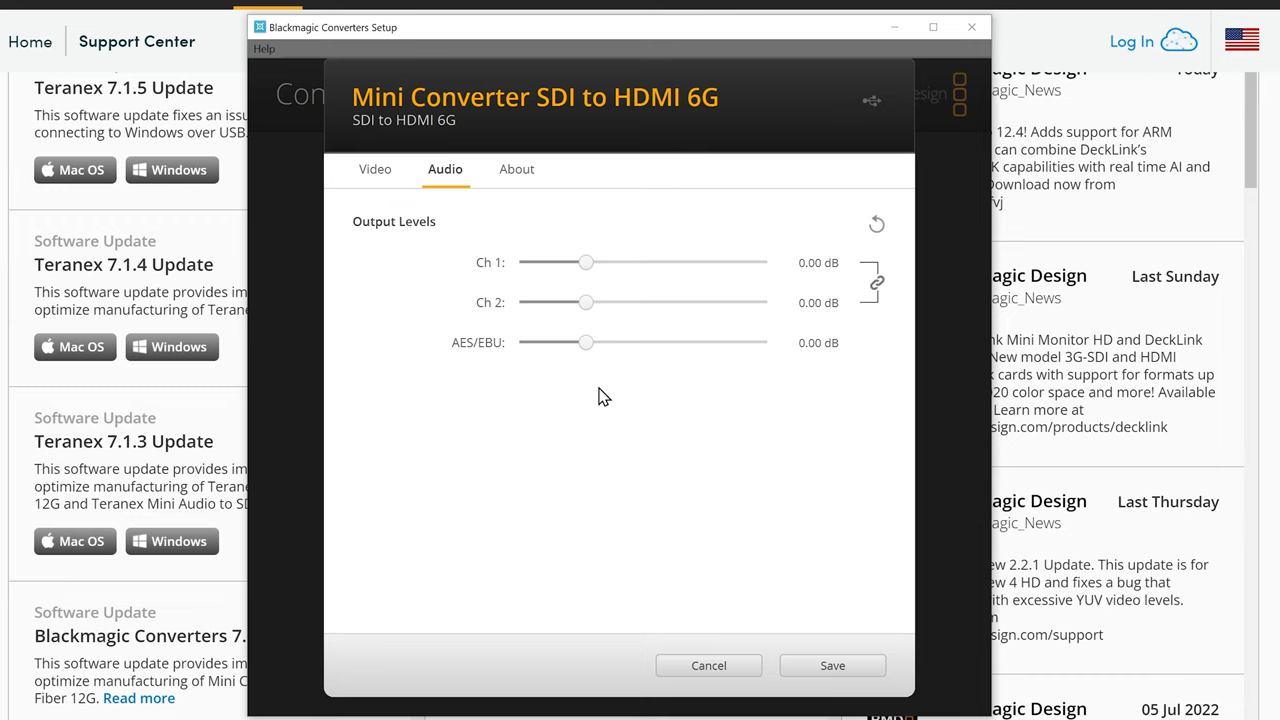 Home
Support Center
Log In
Teranex 7.1.5 Update
This software update fixes an issu
connecting to Windows over USB.
Mac OS
Windows
Software Update
Teranex 7.1.4 Update
This software update provides im
optimize manufacturing of Terane
Mac OS
Windows
Software Update
Teranex 7.1.3 Update
This software update provides im
optimize manufacturing of Terane
12G and Teranex Mini Audio to SD
Mac OS
Windows
Software Update
Blackmagic Converters 7.
This software update provides im
optimize manufacturing of Mini C
Fiber 12G. Read more
Blackmagic Converters Setup
Help
Con
esign
Mini Converter SDI to HDMI 6G
SDI to HDMI 6G
Video
Audio
About
Output Levels
Ch 1:
0.00 dB
Ch 2:
0.00 dB
AES/EBU:
0.00 dB
Cancel
Save
agic Design
Today
agic_News
12.4! Adds support for ARM
can combine DeckLink's
K capabilities with real time AI and
Download now from
vj
agic Design
Last Sunday
agic_News
nk Mini Monitor HD and DeckLink
New model 3G-SDI and HDMI
cards with support for formats up
020 color space and more! Available
Learn more at
sign.com/products/decklink
agic Design
Last Thursday
agic_News
ew 2.2.1 Update. This update is for
ew 4 HD and fixes a bug that
ith excessive YUV video levels.
n
sign.com/support
agic Design
05 Jul 2022